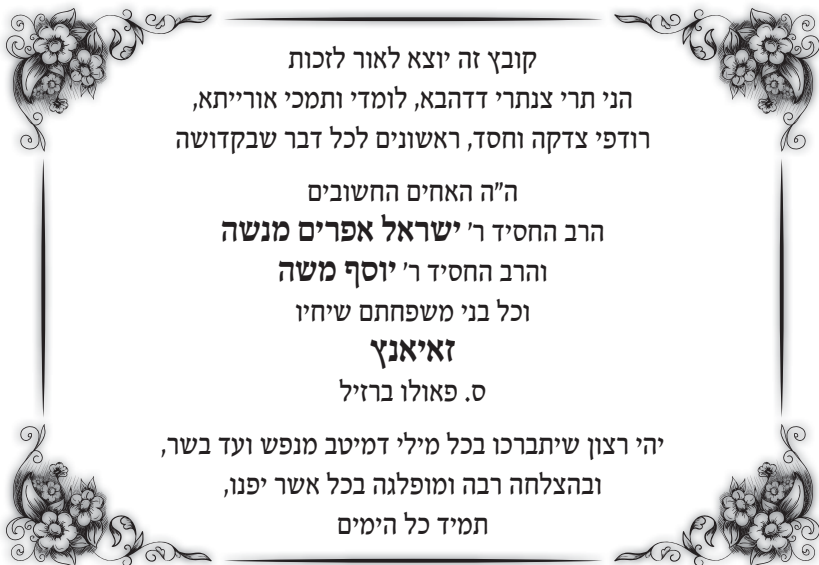 קובץ זה יוצא לאור לזכות
הני תרי צנתרי דדהבא, לומדי ותמכי אורייתא,
רודפי צדקה וחסד, ראשונים לכל דבר שבקדושה
ה"ה האחים החשובים
הרב החסיד ר' ישראל אפרים מנשה
והרב החסיד ר' יוסף משה
וכל בני משפחתם שיחיו
זאיאנץ
ס. פאולו ברזיל
יהי רצון שיתברכו בכל מילי דמיטב מנפש ועד בשר,
ובהצלחה רבה ומופלגה בכל אשר יפנו,
תמיד כל הימים